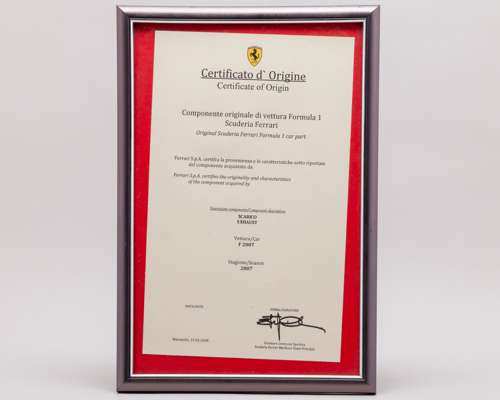 Certificato d` Origine
Certificate of Origin
Componente originale di vettura Formula 1
Scuderia Ferrari
Original Scuderia Ferrari Formula 1 car part
Ferrari S.p.A. certifica la provenienza e le caratteristiche sotto riportate
del componente acquistato da
Ferrari S.p.A. certifies the originality and characteristics
of the component acquired by
SCARICO
EXHAUST
Vettura/Car
F 2007
Stagione/Season
2007